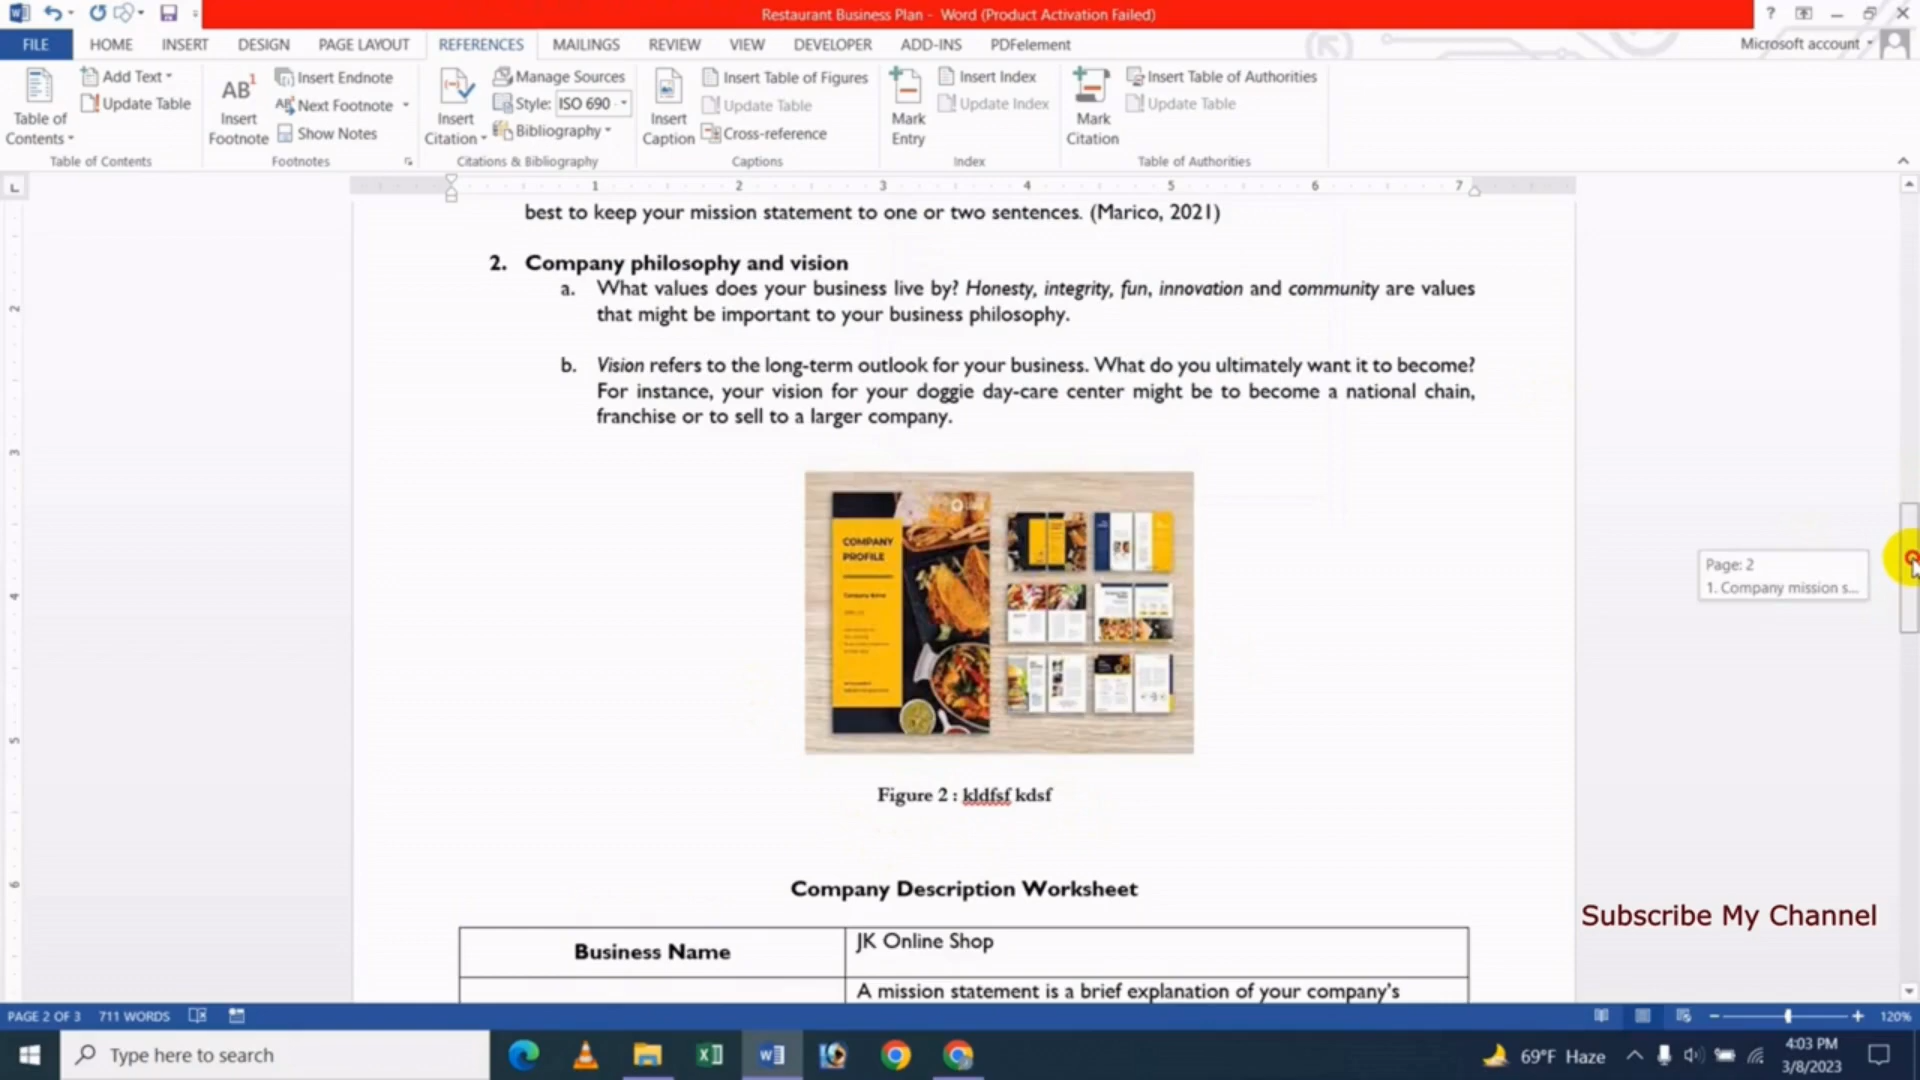 Restaurant Business Plan - Word (Product Activation Failed)
FILE HOME INSERT DESIGN PAGE LAYOUT REFERENCES MAILINGS REVIEW VIEW DEVELOPER ADD-INS PDFelement
Microsoft account
Table of
Contents
Add Text
Update Table
Table of Contents
AB1
Insert
Footnote
Insert Endnote
Next Footnote
Show Notes
Footnotes
Insert
Citation
Manage Sources
Style: ISO 690
Bibliography
Citations & Bibliography
Insert
Caption
Insert Table of Figures
Update Table
Cross-reference
Captions
Mark
Entry
Insert Index
Update Index
Index
Mark
Citation
Insert Table of Authorities
Update Table
Table of Authorities
1 2 3 4 5 6 7
best to keep your mission statement to one or two sentences. (Marico, 2021)
2. Company philosophy and vision
a. What values does your business live by? Honesty, integrity, fun, innovation and community are values
that might be important to your business philosophy.
b. Vision refers to the long-term outlook for your business. What do you ultimately want it to become?
For instance, your vision for your doggie day-care center might be to become a national chain,
franchise or to sell to a larger company.
COMPANY
PROFILE
Page: 2
1. Company mission s...
Figure 2 : kldfsf kdsf
Company Description Worksheet
Business Name
JK Online Shop
A mission statement is a brief explanation of your company's
Subscribe My Channel
PAGE 2 OF 3 711 WORDS
120%
Type here to search
69°F Haze
4:03 PM
3/8/2023